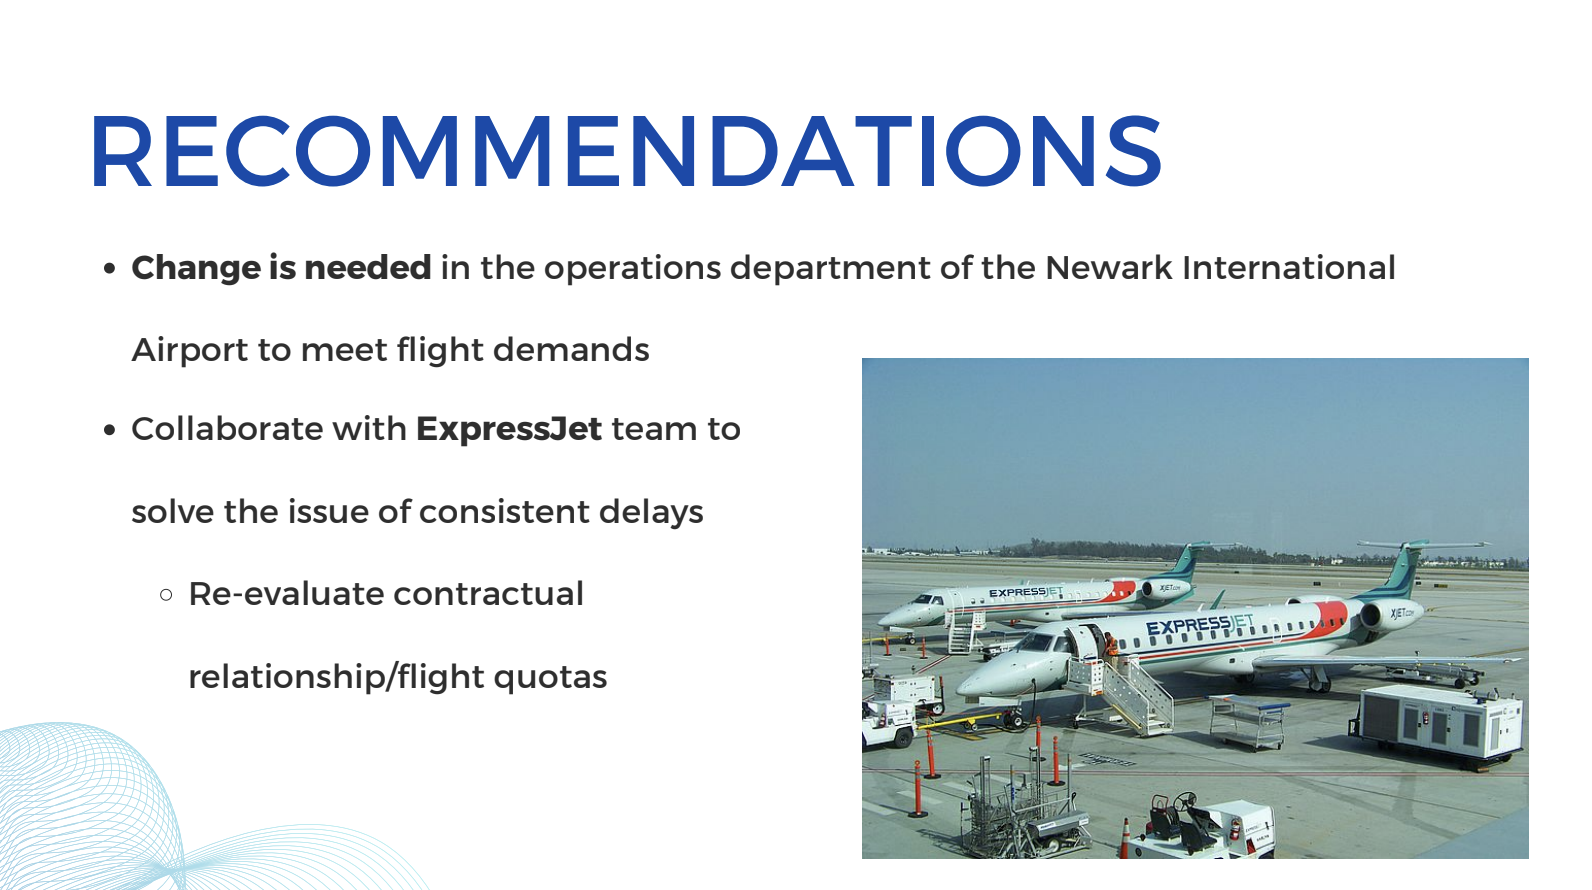 RECOMMENDATIONS
• Change is needed in the operations department of the Newark International
Airport to meet flight demands
• Collaborate with ExpressJet team to
solve the issue of consistent delays
○ Re-evaluate contractual
relationship/flight quotas
EXPRESSJET
XJET.com
EXPRESSJET
XJET.com